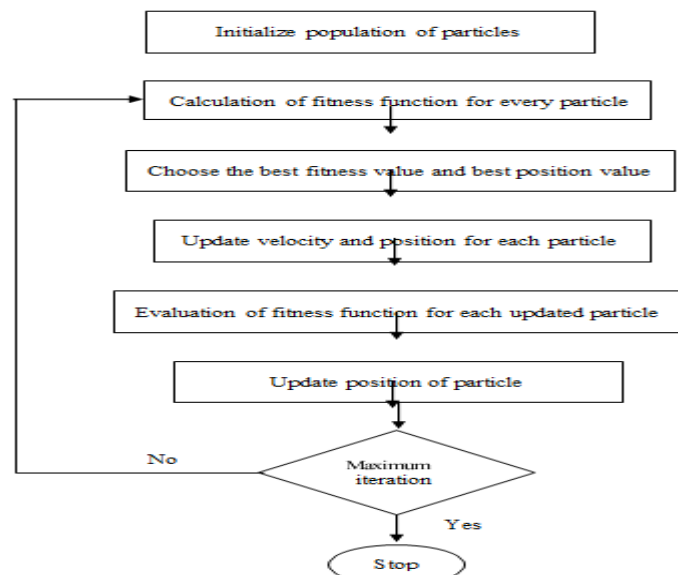 Initialize population of particles
Calculation of fitness function for every particle
Choose the best fitness value and best position value
Update velocity and position for each particle
Evaluation of fitness function for each updated particle
Update position of particle
No
Maximum
iteration
Yes
Stop